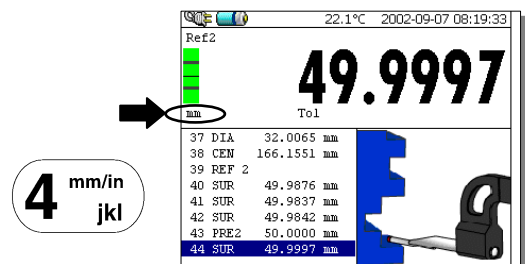 22.1°C 2002-09-07 08:19:33
Ref2
49.9997
mm Tol
37 DIA 32.0065 mm
38 CEN 166.1551 mm
39 REF 2
40 SUR 49.9876 mm
41 SUR 49.9837 mm
42 SUR 49.9842 mm
43 PRE2 50.0000 mm
44 SUR 49.9997 mm
4 mm/in
jkl